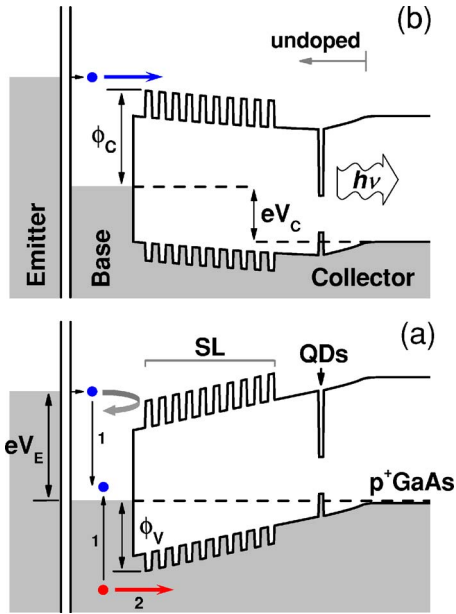 (b)
undoped
ϕC
hν
eVC
Emitter
Base
Collector
(a)
SL
QDs
eVE
1
p+GaAs
1
ϕV
2